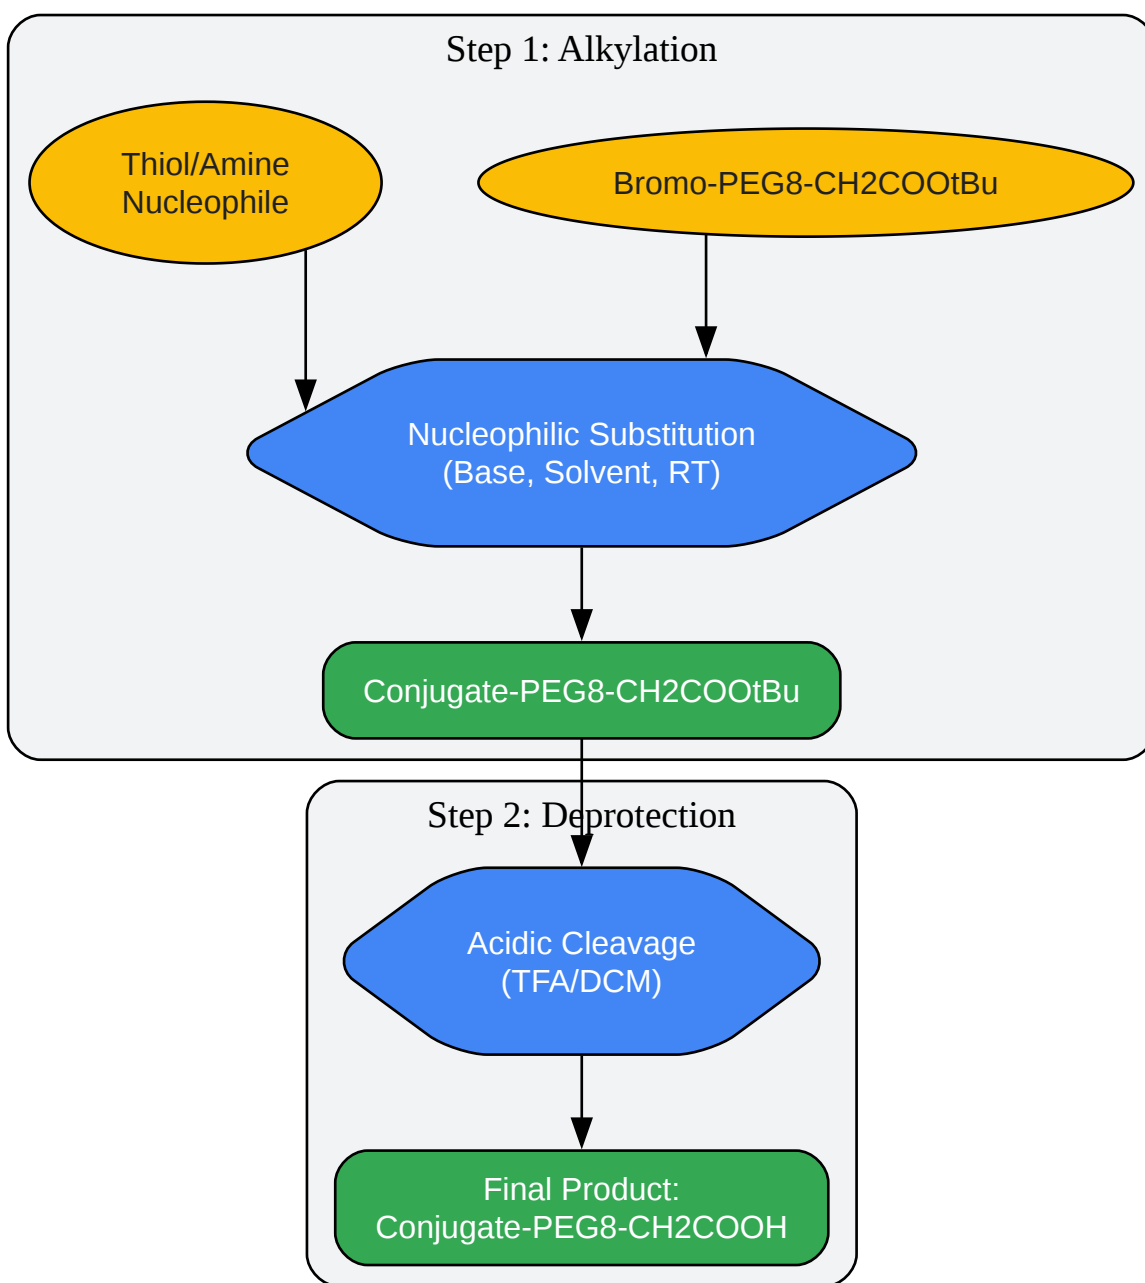 Step 1: Alkylation
Thiol/Amine
Nucleophile
Bromo-PEG8-CH2COOtBu
Nucleophilic Substitution
(Base, Solvent, RT)
Conjugate-PEG8-CH2COOtBu
Step 2: Deprotection
Acidic Cleavage
(TFA/DCM)
Final Product:
Conjugate-PEG8-CH2COOH